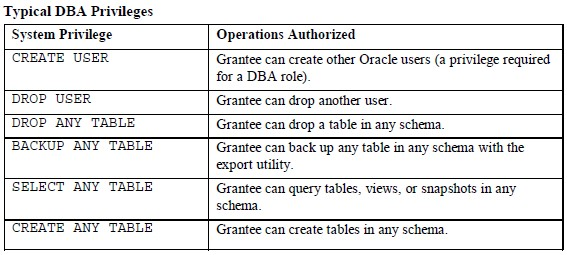 Typical DBA Privileges
System Privilege Operations Authorized
CREATE USER Grantee can create other Oracle users (a privilege required
for a DBA role).
DROP USER Grantee can drop another user.
DROP ANY TABLE Grantee can drop a table in any schema.
BACKUP ANY TABLE Grantee can back up any table in any schema with the
export utility.
SELECT ANY TABLE Grantee can query tables, views, or snapshots in any
schema.
CREATE ANY TABLE Grantee can create tables in any schema.